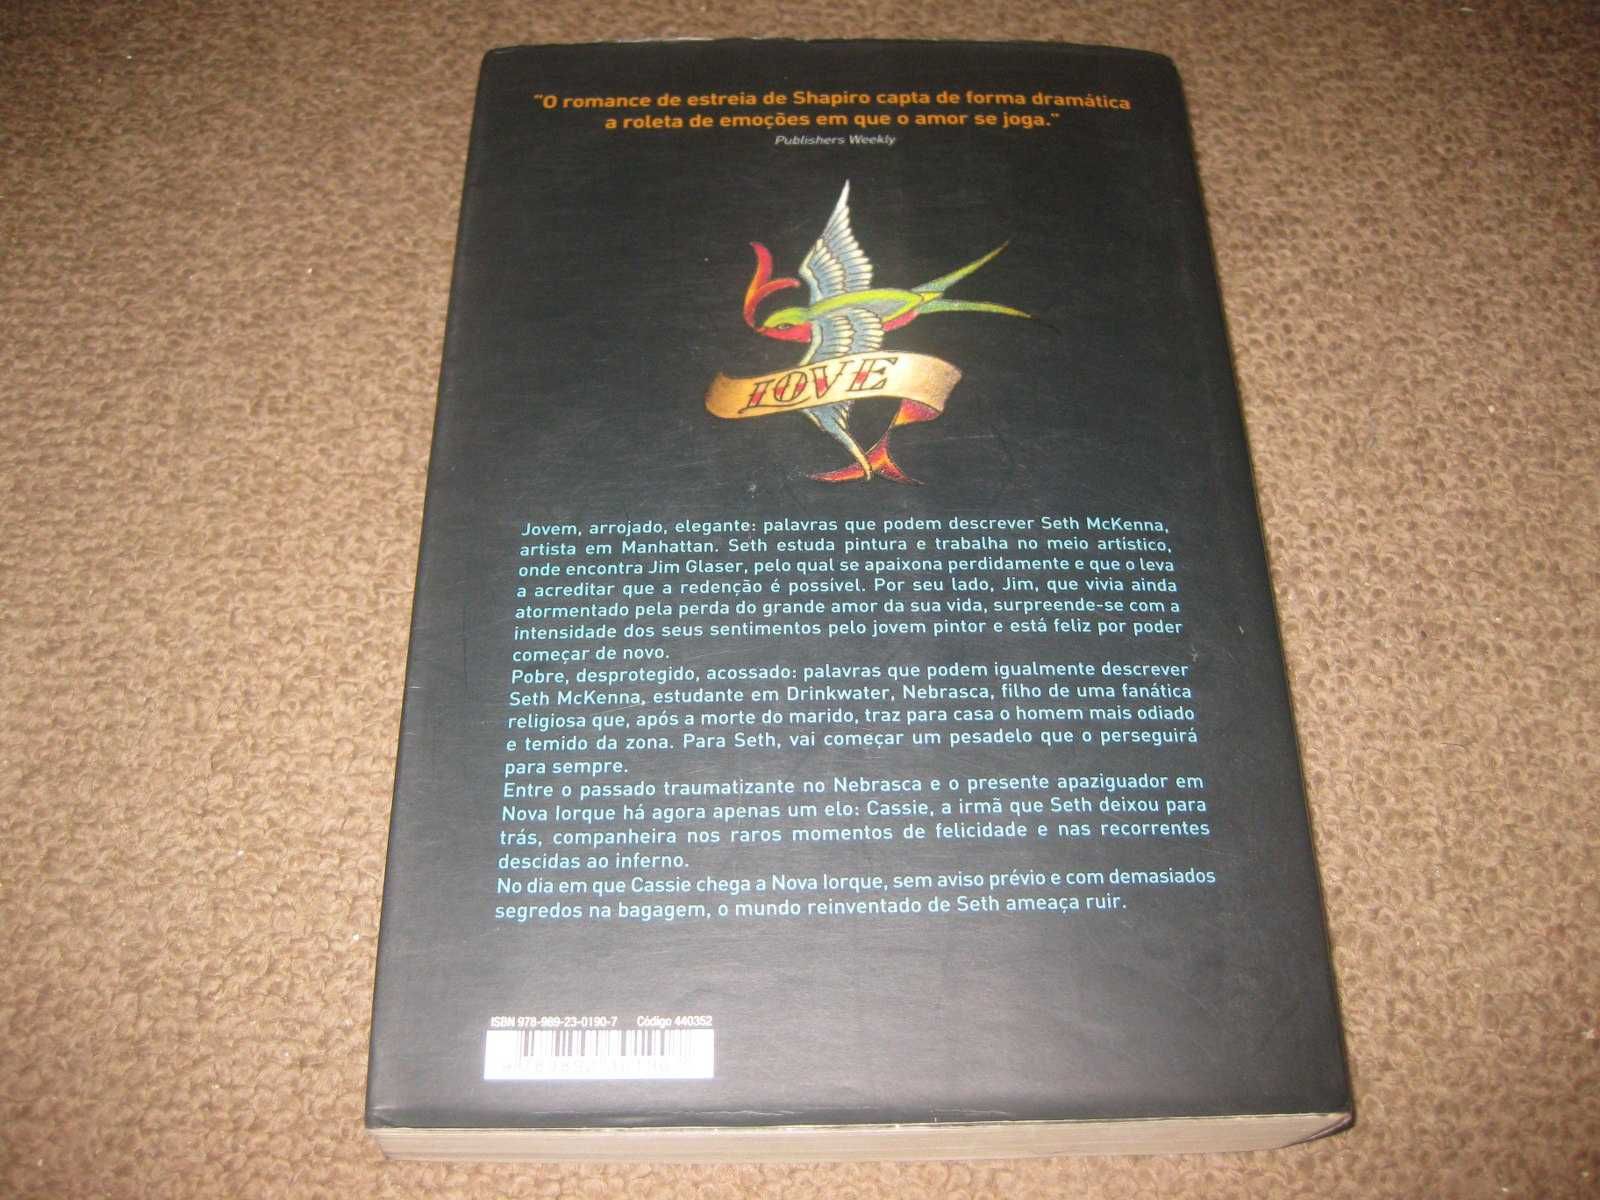 "O romance de estreia de Shapiro capta de forma dramática
a roleta de emoções em que o amor se joga."
Publishers Weekly
LOVE
Jovem, arrojado, elegante: palavras que podem descrever Seth McKenna,
artista em Manhattan. Seth estuda pintura e trabalha no meio artístico,
onde encontra Jim Glaser, pelo qual se apaixona perdidamente e que o leva
a acreditar que a redenção é possível. Por seu lado, Jim, que vivia ainda
atormentado pela perda do grande amor da sua vida, surpreende-se com a
intensidade dos seus sentimentos pelo jovem pintor e está feliz por poder
começar de novo.
Pobre, desprotegido, acossado: palavras que podem igualmente descrever
Seth McKenna, estudante em Drinkwater, Nebrasca, filho de uma fanática
religiosa que, após a morte do marido, traz para casa o homem mais odiado
e temido da zona. Para Seth, vai começar um pesadelo que o perseguirá
para sempre.
Entre o passado traumatizante no Nebrasca e o presente apaziguador em
Nova Iorque há agora apenas um elo: Cassie, a irmã que Seth deixou para
trás, companheira nos raros momentos de felicidade e nas recorrentes
descidas ao inferno.
No dia em que Cassie chega a Nova Iorque, sem aviso prévio e com demasiados
segredos na bagagem, o mundo reinventado de Seth ameaça ruir.
ISBN 978-989-23-0190-7 Código 440352